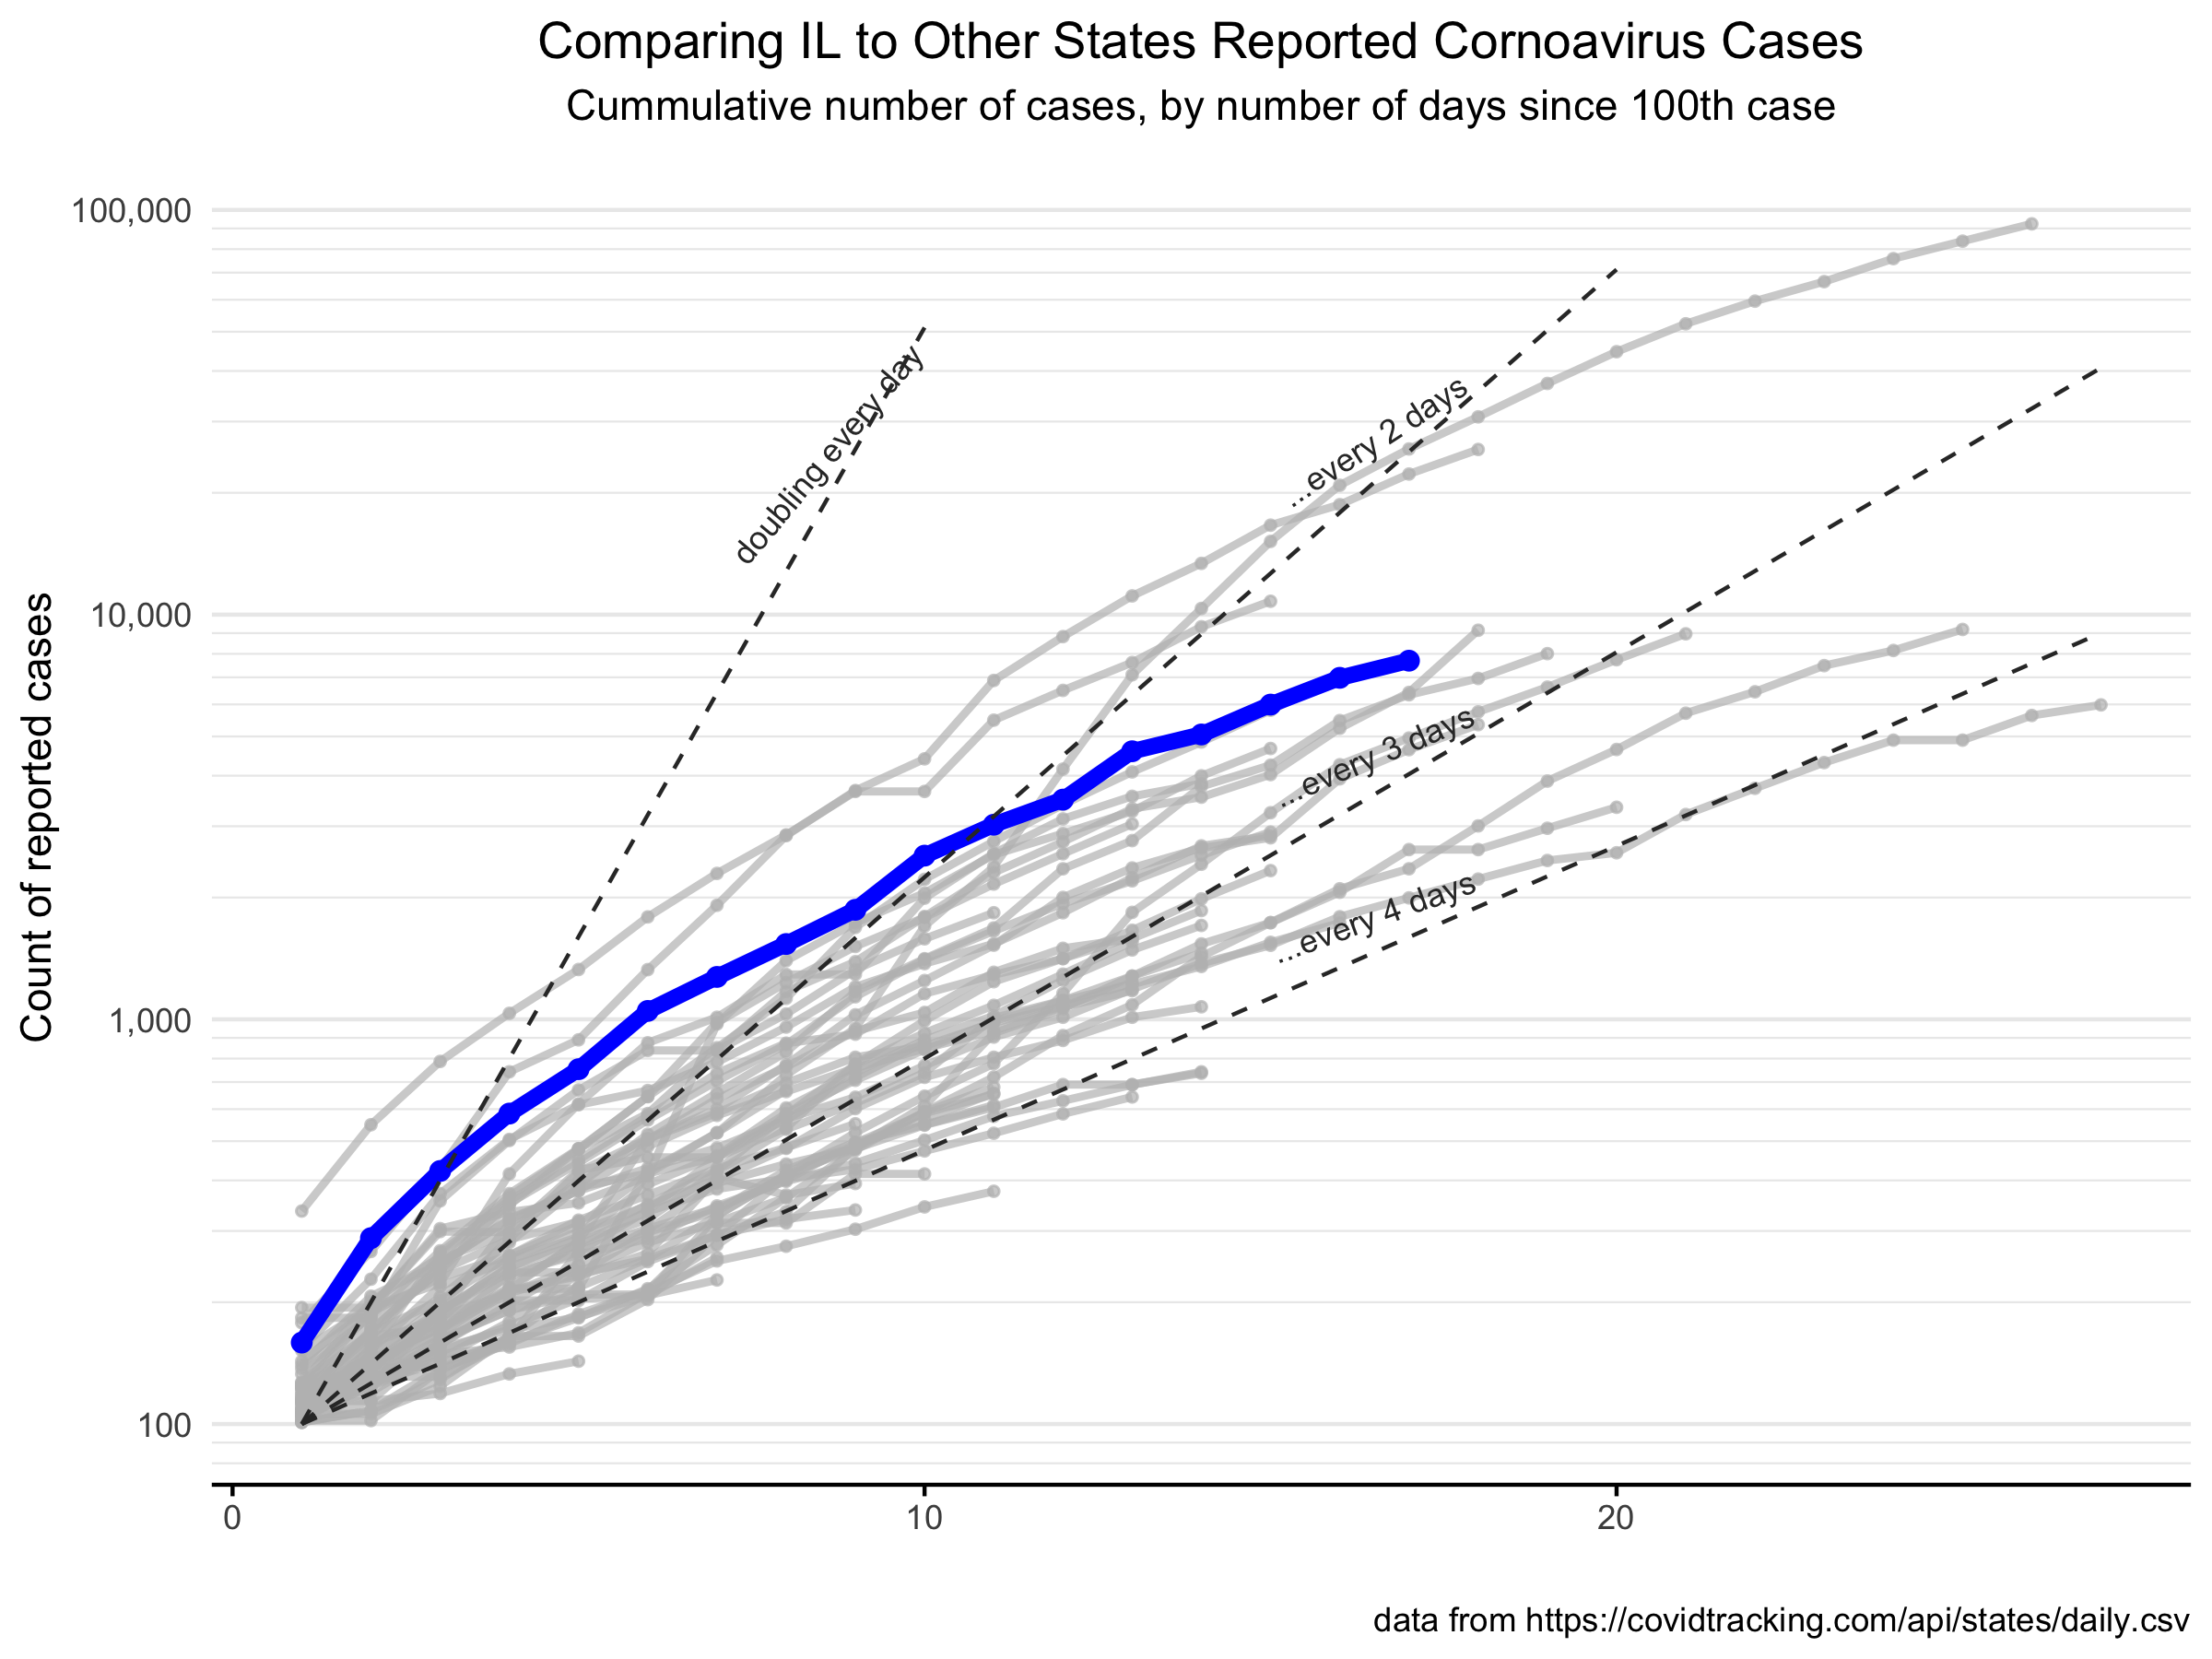 Comparing IL to Other States Reported Cornoavirus Cases
Cummulative number of cases, by number of days since 100th case
100,000
10,000
1,000
100
Count of reported cases
doubling every day
...every 2 days
...every 3 days
...every 4 days
0
10
20
data from https://covidtracking.com/api/states/daily.csv